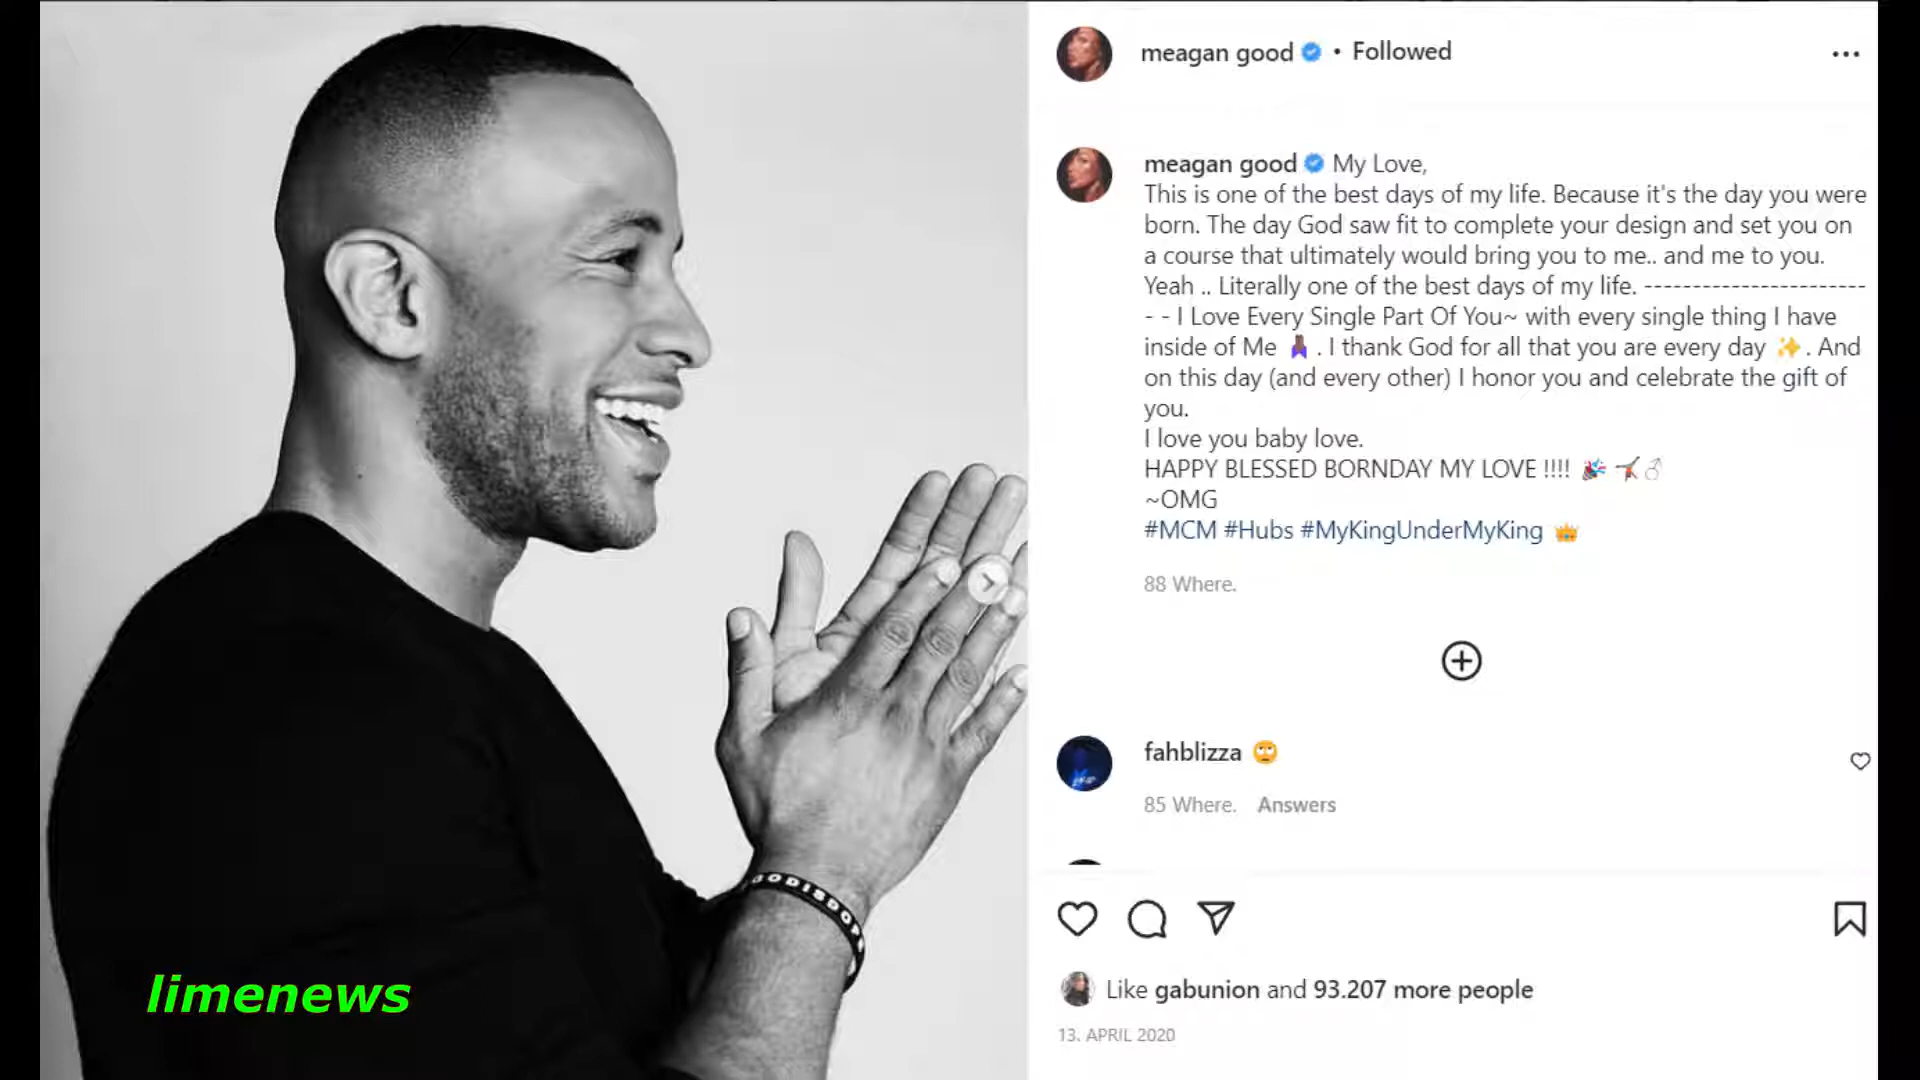 meagan good • Followed
meagan good My Love,
This is one of the best days of my life. Because it's the day you were
born. The day God saw fit to complete your design and set you on
a course that ultimately would bring you to me.. and me to you.
Yeah .. Literally one of the best days of my life. -----------------------
- - I Love Every Single Part Of You~ with every single thing I have
inside of Me 🧘🏾‍♀️ . I thank God for all that you are every day ✨ . And
on this day (and every other) I honor you and celebrate the gift of
you.
I love you baby love.
HAPPY BLESSED BORNDAY MY LOVE !!!! 🎉 🤸🏾♂
~OMG
#MCM #Hubs #MyKingUnderMyKing 👑
88 Where.
fahblizza 🙄
85 Where. Answers
Like gabunion and 93.207 more people
13. APRIL 2020
limenews